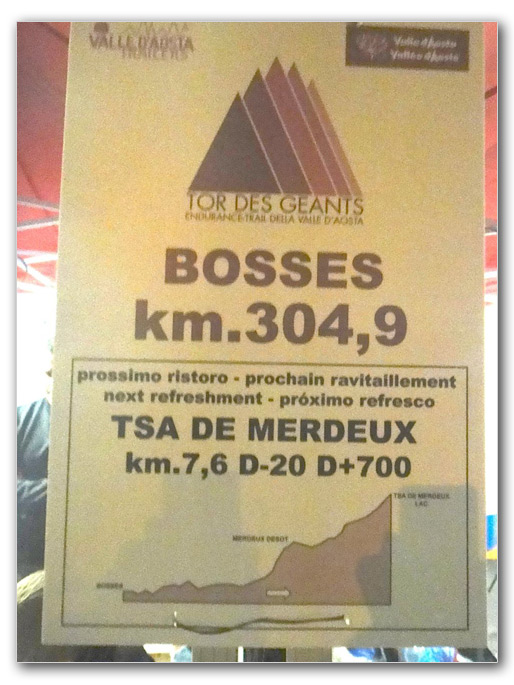 VALLE D'AOSTA
TRAILERS
Valle d'Aosta
Vallée d'Aoste
TOR DES GEANTS
ENDURANCE-TRAIL DELLA VALLE D'AOSTA
BOSSES
km.304,9
prossimo ristoro - prochain ravitaillement
next refreshment - próximo refresco
TSA DE MERDEUX
km.7,6 D-20 D+700
TSA DE MERDEUX
LAC
MERDEUX DESOT
BOSSES